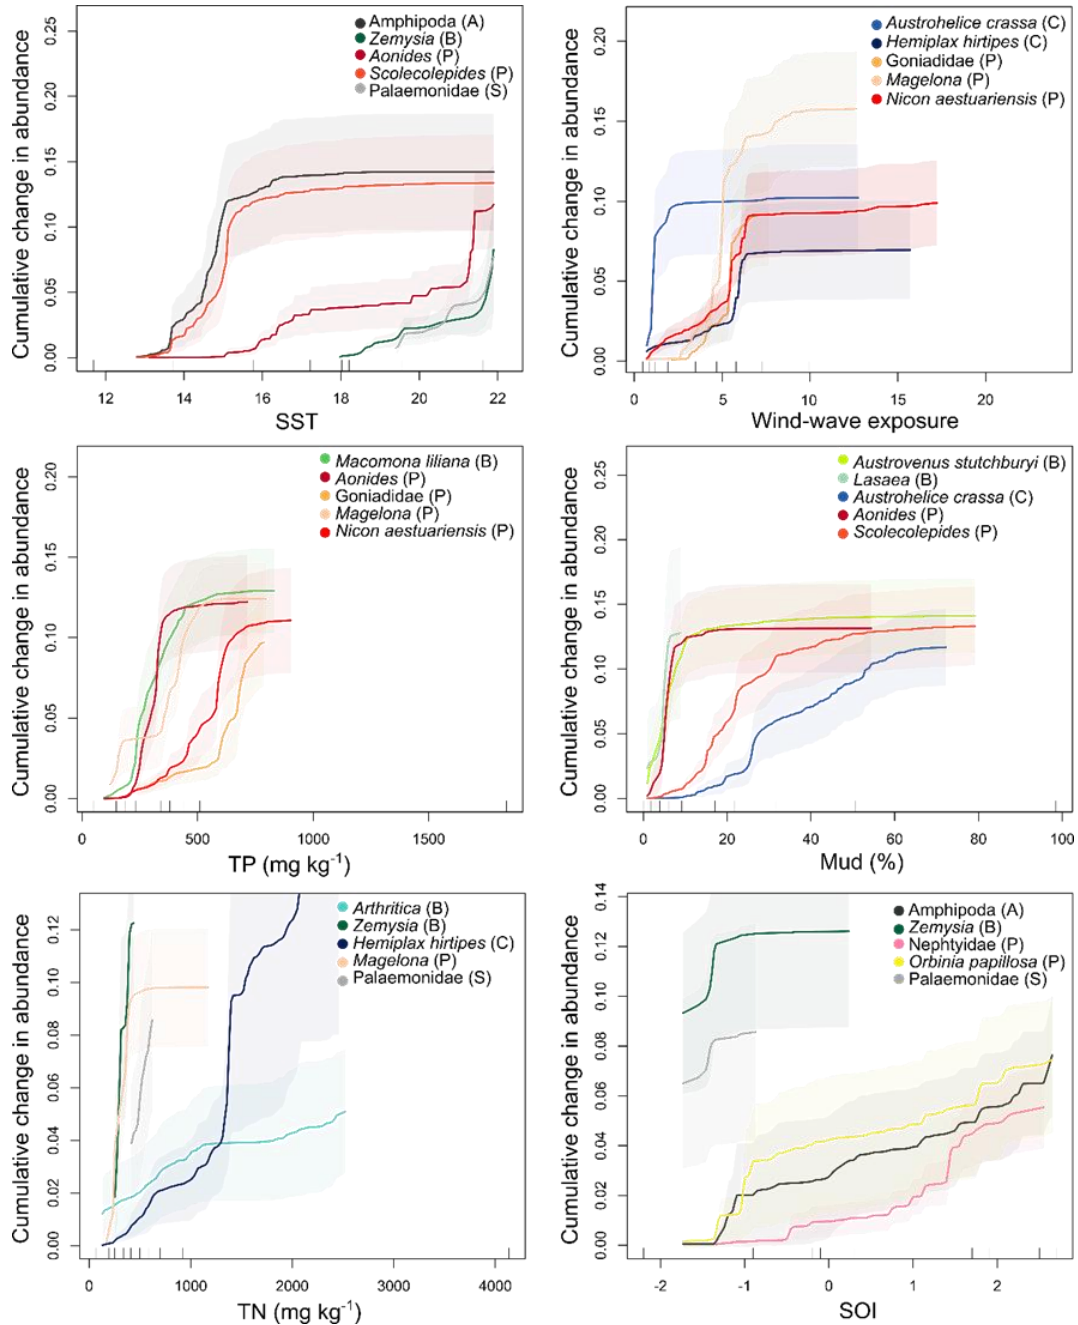 Cumulative change in abundance
0.25
0.20
0.15
0.10
0.05
0.00
Amphipoda (A)
Zemysia (B)
Aonides (P)
Scolecolepides (P)
Palaemonidae (S)
12 14 16 18 20 22
SST
Cumulative change in abundance
0.20
0.15
0.10
0.05
0.00
Austrohelice crassa (C)
Hemiplax hirtipes (C)
Goniadidae (P)
Magelona (P)
Nicon aestuariensis (P)
0 5 10 15 20
Wind-wave exposure
Cumulative change in abundance
0.20
0.15
0.10
0.05
0.00
Macomona liliana (B)
Aonides (P)
Goniadidae (P)
Magelona (P)
Nicon aestuariensis (P)
0 500 1000 1500
TP (mg kg⁻¹)
Cumulative change in abundance
0.25
0.20
0.15
0.10
0.05
0.00
Austrovenus stutchburyi (B)
Lasaea (B)
Austrohelice crassa (C)
Aonides (P)
Scolecolepides (P)
0 20 40 60 80 100
Mud (%)
Cumulative change in abundance
0.12
0.10
0.08
0.06
0.04
0.02
0.00
Arthritica (B)
Zemysia (B)
Hemiplax hirtipes (C)
Magelona (P)
Palaemonidae (S)
0 1000 2000 3000 4000
TN (mg kg⁻¹)
Cumulative change in abundance
0.14
0.12
0.10
0.08
0.06
0.04
0.02
0.00
Amphipoda (A)
Zemysia (B)
Nephtyidae (P)
Orbinia papillosa (P)
Palaemonidae (S)
-2 -1 0 1 2
SOI